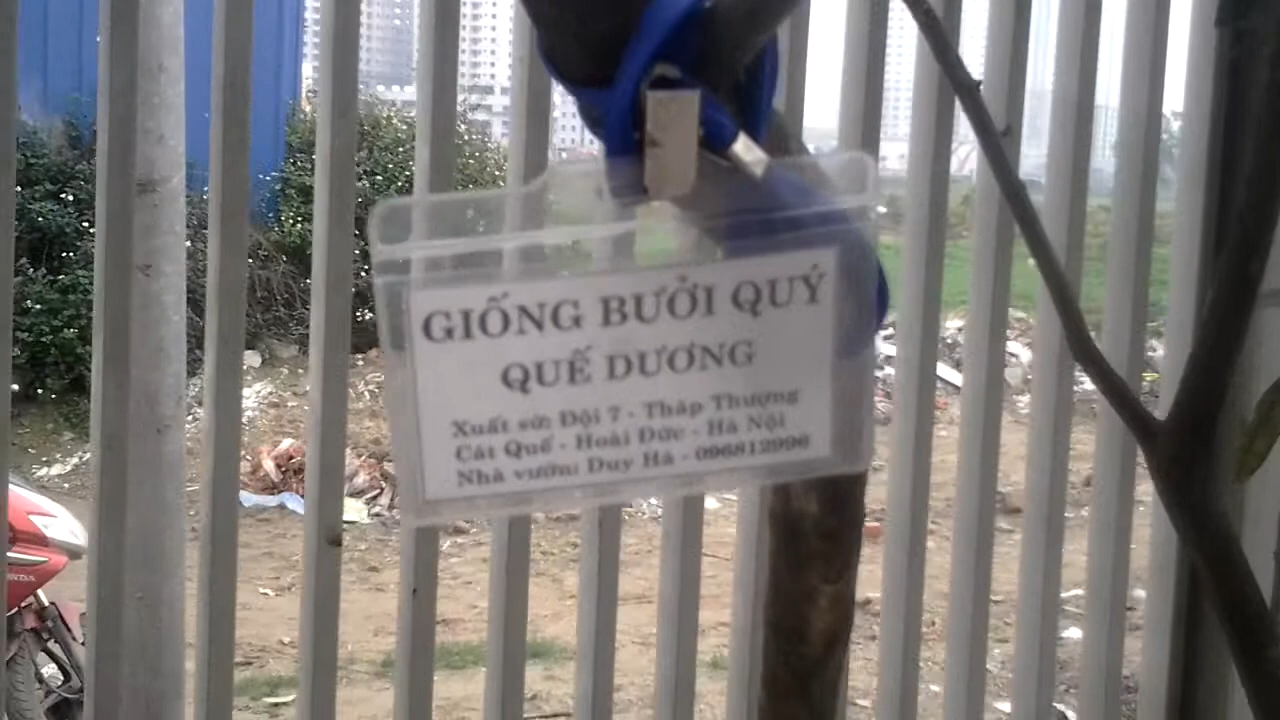 GIỐNG BƯỞI QUÝ
QUẾ DƯƠNG
Xuất sứ: Đội 7 - Tháp Thượng
Cát Quế - Hoài Đức - Hà Nội
Nhà vườn: Duy Hà - 096812996
HONDA